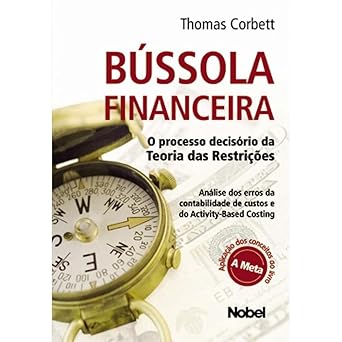 Thomas Corbett
BÚSSOLA
FINANCEIRA
O processo decisório da
Teoria das Restrições
Análise dos erros da
contabilidade de custos e
do Activity-Based Costing
Aplicação dos conceitos do livro
A Meta
Nobel